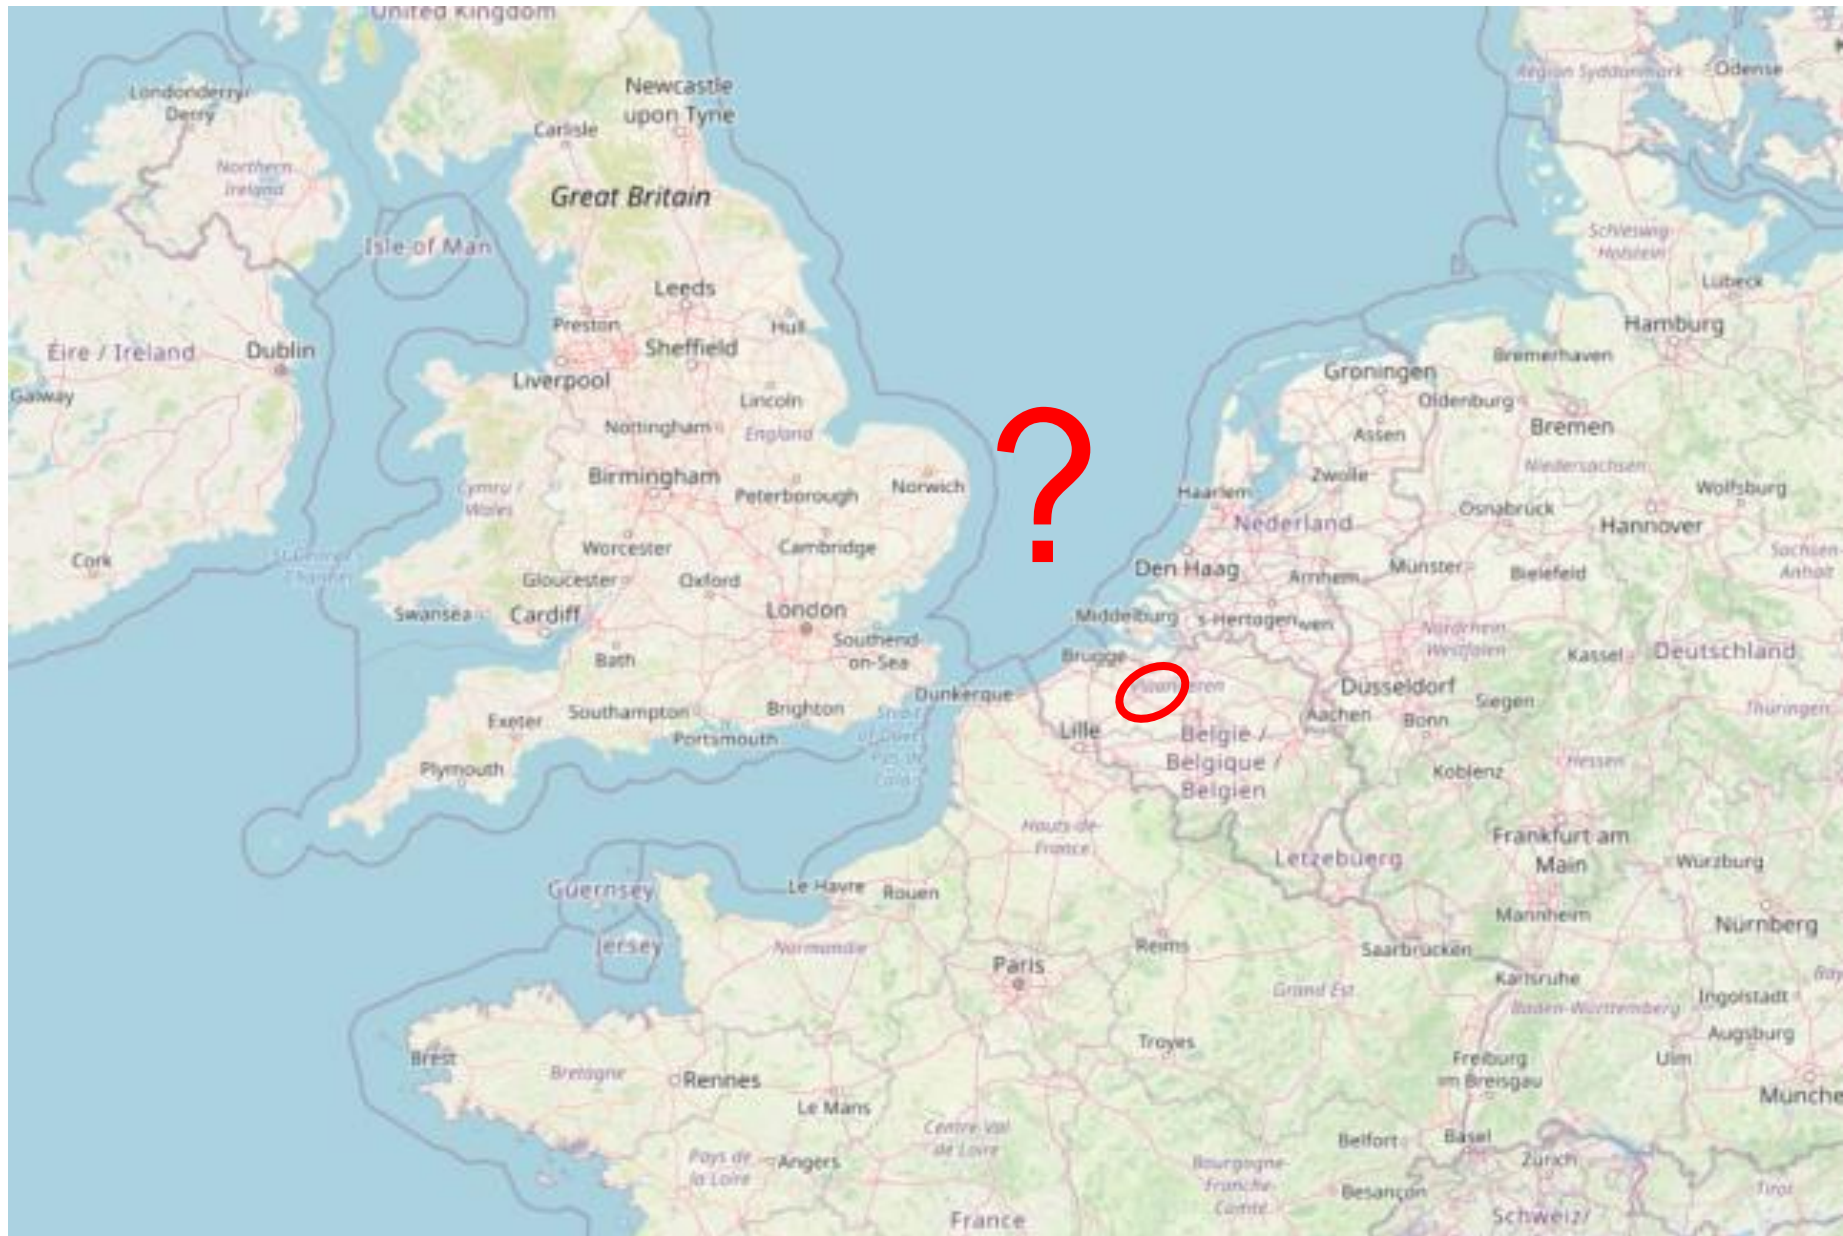 United Kingdom
Londonderry/
Derry
Newcastle
upon Tyne
Carlisle
Region Syddanmark
Odense
Northern
Ireland
Great Britain
Isle of Man
Schleswig-
Holstein
Lübeck
Leeds
Preston
Hull
Hamburg
Éire / Ireland
Dublin
Sheffield
Bremerhaven
Liverpool
Groningen
Galway
Lincoln
Oldenburg
Nottingham
England
Assen
Bremen
?
Birmingham
Peterborough
Norwich
Zwolle
Niedersachsen
Wolfsburg
Cymru /
Wales
Haarlem
Nederland
Osnabrück
Hannover
Worcester
Cambridge
Cork
St George's
Channel
Gloucester
Oxford
Den Haag
Arnhem
Münster
Bielefeld
Sachsen-
Anhalt
Swansea
Cardiff
London
Middelburg
's-Hertogen
Southend-
on-Sea
Nordrhein-
Westfalen
Bath
Brugge
Kassel
Deutschland
Exeter
Southampton
Brighton
Dunkerque
Düsseldorf
Siegen
Portsmouth
Lille
Aachen
Bonn
Thüringen
België /
Belgique /
Belgien
Plymouth
Koblenz
Hessen
Hauts-de-
France
Frankfurt am
Main
Lëtzebuerg
Würzburg
Guernsey
Le Havre
Rouen
Mannheim
Nürnberg
Jersey
Normandie
Reims
Saarbrücken
Paris
Grand Est
Karlsruhe
Baden-Württemberg
Ingolstadt
Augsburg
Brest
Bretagne
Rennes
Troyes
Freiburg
im Breisgau
Ulm
Le Mans
Münche
Centre-Val
de Loire
Belfort
Basel
Pays de
la Loire
Angers
Bourgogne-
Franche-
Comté
Zürich
Besançon
Tirol
France
Schweiz/